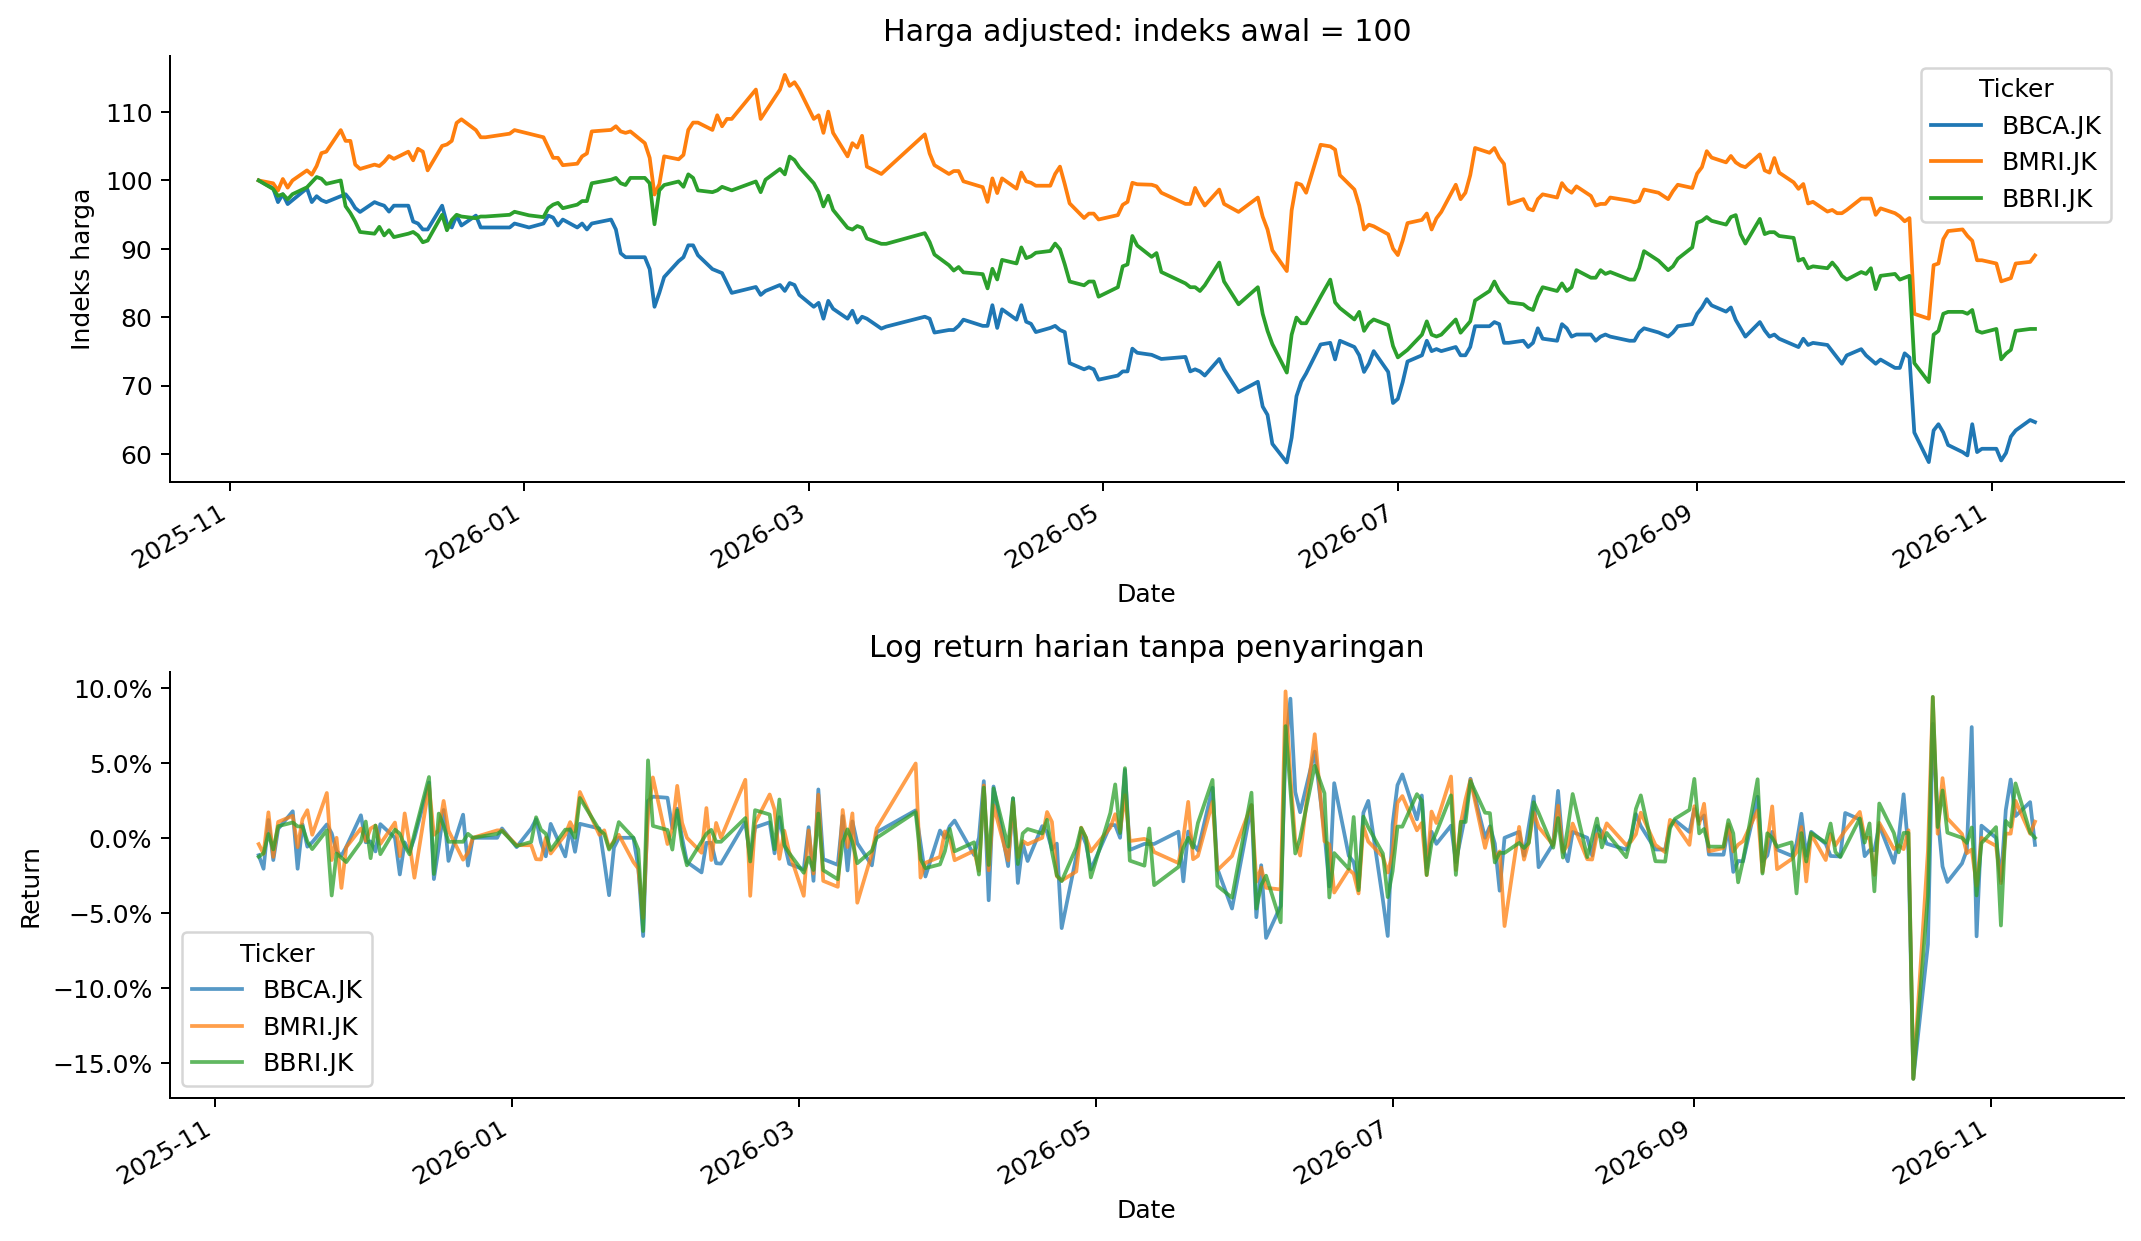 Harga adjusted: indeks awal = 100
Indeks harga
110
100
90
80
70
60
Ticker
BBCA.JK
BMRI.JK
BBRI.JK
2025-11
2026-01
2026-03
2026-05
2026-07
2026-09
2026-11
Date
Log return harian tanpa penyaringan
Return
10.0%
5.0%
0.0%
−5.0%
−10.0%
−15.0%
Ticker
BBCA.JK
BMRI.JK
BBRI.JK
2025-11
2026-01
2026-03
2026-05
2026-07
2026-09
2026-11
Date